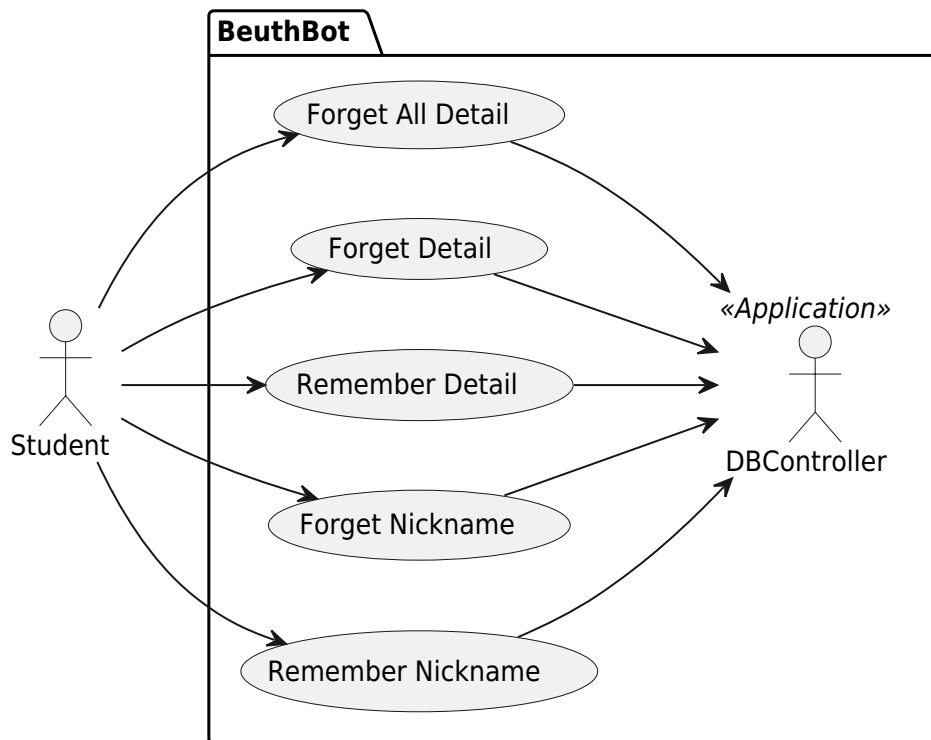 BeuthBot
Forget All Detail
Forget Detail
«Application»
Remember Detail
Student
DBController
Forget Nickname
Remember Nickname